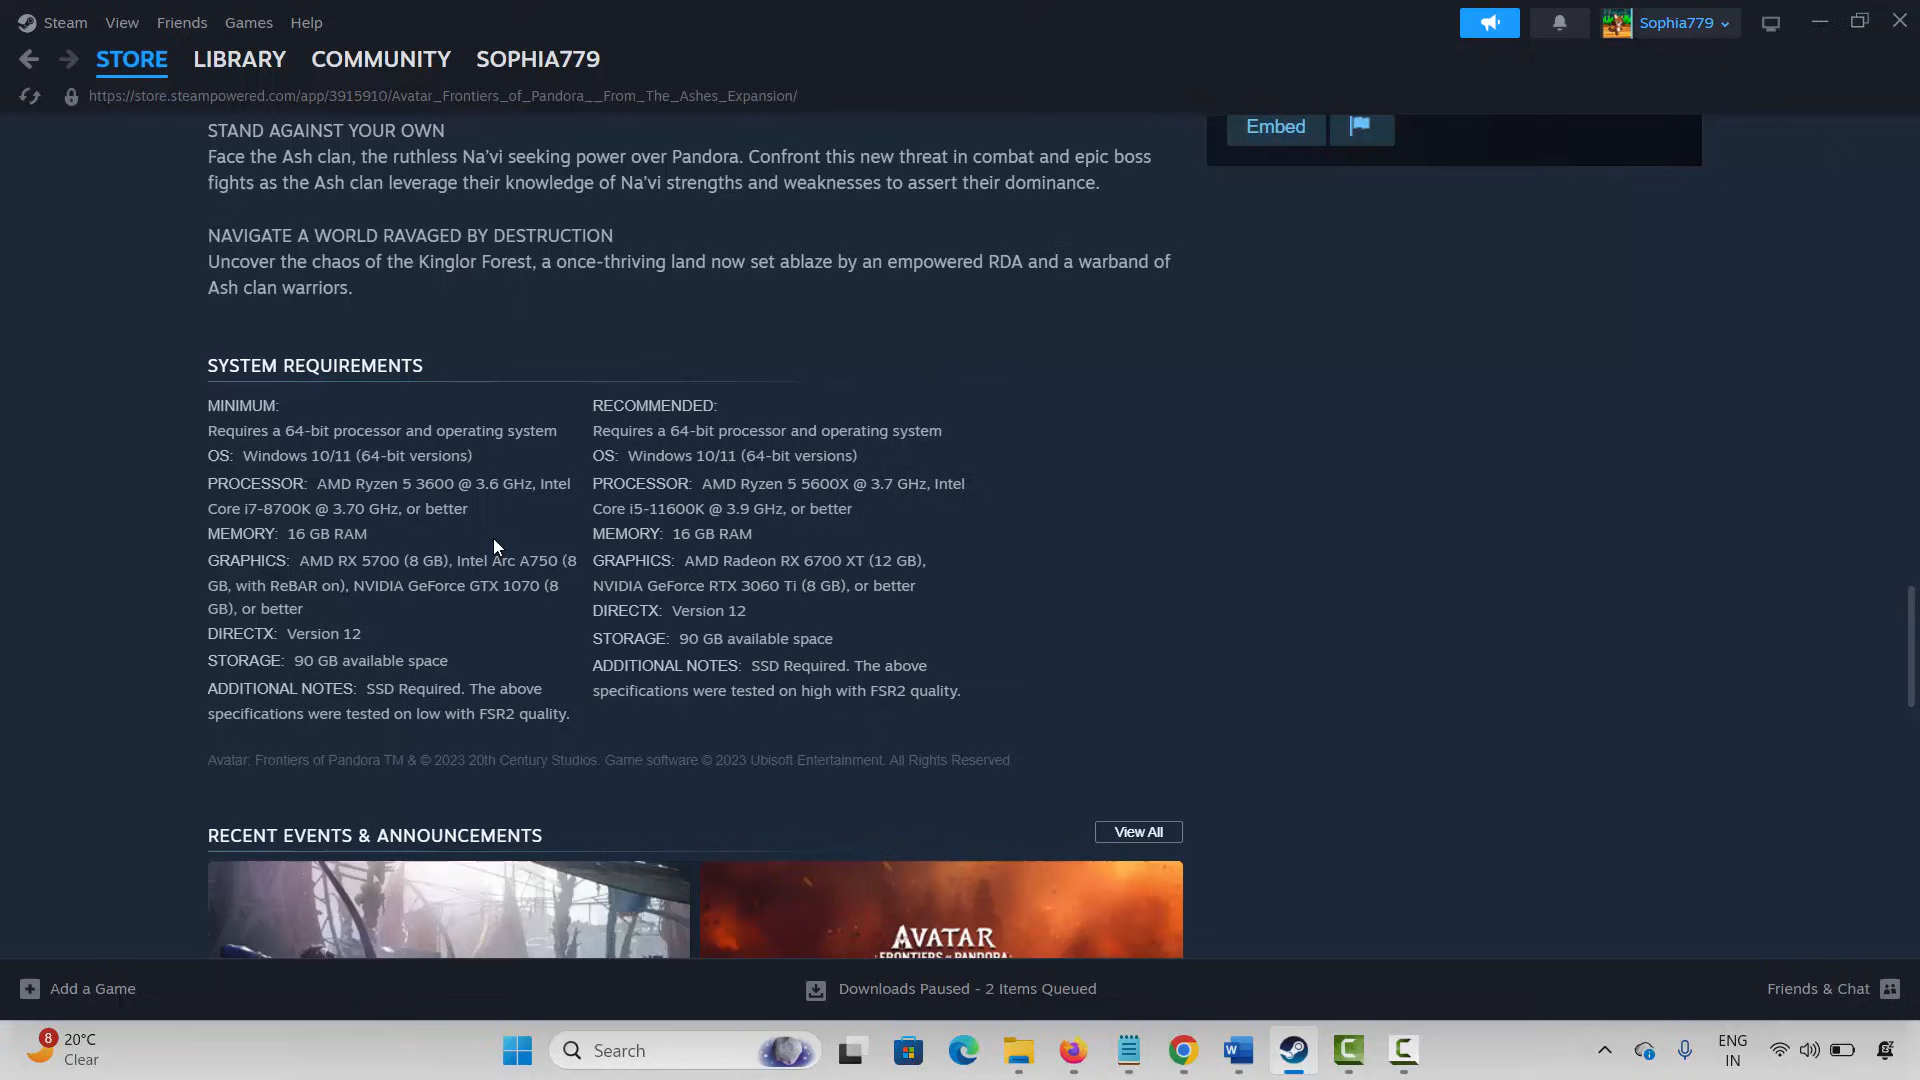 Steam View Friends Games Help
Sophia779
STORE LIBRARY COMMUNITY SOPHIA779
https://store.steampowered.com/app/3915910/Avatar_Frontiers_of_Pandora__From_The_Ashes_Expansion/
STAND AGAINST YOUR OWN
Face the Ash clan, the ruthless Na’vi seeking power over Pandora. Confront this new threat in combat and epic boss
fights as the Ash clan leverage their knowledge of Na’vi strengths and weaknesses to assert their dominance.
Embed
NAVIGATE A WORLD RAVAGED BY DESTRUCTION
Uncover the chaos of the Kinglor Forest, a once-thriving land now set ablaze by an empowered RDA and a warband of
Ash clan warriors.
SYSTEM REQUIREMENTS
MINIMUM:
Requires a 64-bit processor and operating system
OS: Windows 10/11 (64-bit versions)
PROCESSOR: AMD Ryzen 5 3600 @ 3.6 GHz, Intel
Core i7-8700K @ 3.70 GHz, or better
MEMORY: 16 GB RAM
GRAPHICS: AMD RX 5700 (8 GB), Intel Arc A750 (8
GB, with ReBAR on), NVIDIA GeForce GTX 1070 (8
GB), or better
DIRECTX: Version 12
STORAGE: 90 GB available space
ADDITIONAL NOTES: SSD Required. The above
specifications were tested on low with FSR2 quality.
RECOMMENDED:
Requires a 64-bit processor and operating system
OS: Windows 10/11 (64-bit versions)
PROCESSOR: AMD Ryzen 5 5600X @ 3.7 GHz, Intel
Core i5-11600K @ 3.9 GHz, or better
MEMORY: 16 GB RAM
GRAPHICS: AMD Radeon RX 6700 XT (12 GB),
NVIDIA GeForce RTX 3060 Ti (8 GB), or better
DIRECTX: Version 12
STORAGE: 90 GB available space
ADDITIONAL NOTES: SSD Required. The above
specifications were tested on high with FSR2 quality.
Avatar: Frontiers of Pandora TM & © 2023 20th Century Studios. Game software © 2023 Ubisoft Entertainment. All Rights Reserved.
RECENT EVENTS & ANNOUNCEMENTS
View All
AVATAR
FRONTIERS of PANDORA
Add a Game
Downloads Paused - 2 Items Queued
Friends & Chat
8
20°C
Clear
Search
ENG
IN